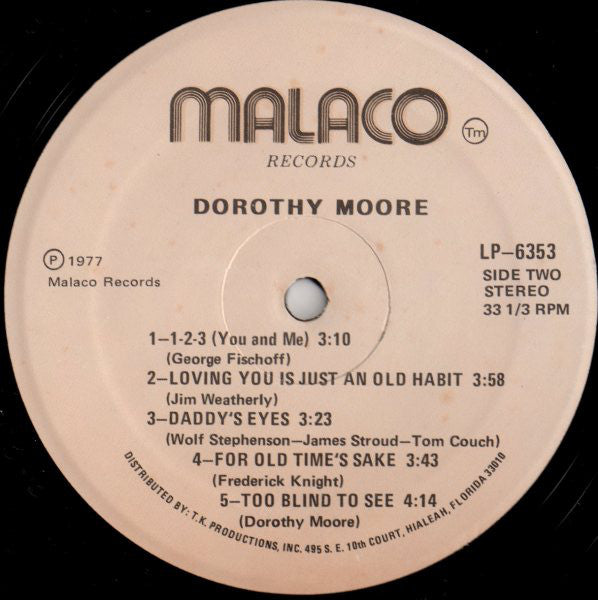 MALACO
Tm
RECORDS
DOROTHY MOORE
℗ 1977
Malaco Records
LP–6353
SIDE TWO
STEREO
33 1/3 RPM
1–1-2-3 (You and Me) 3:10
(George Fischoff)
2–LOVING YOU IS JUST AN OLD HABIT 3:58
(Jim Weatherly)
3–DADDY'S EYES 3:23
(Wolf Stephenson–James Stroud–Tom Couch)
4–FOR OLD TIME'S SAKE 3:43
(Frederick Knight)
5–TOO BLIND TO SEE 4:14
(Dorothy Moore)
DISTRIBUTED BY: T.K. PRODUCTIONS, INC. 495 S. E. 10th COURT, HIALEAH, FLORIDA 33010